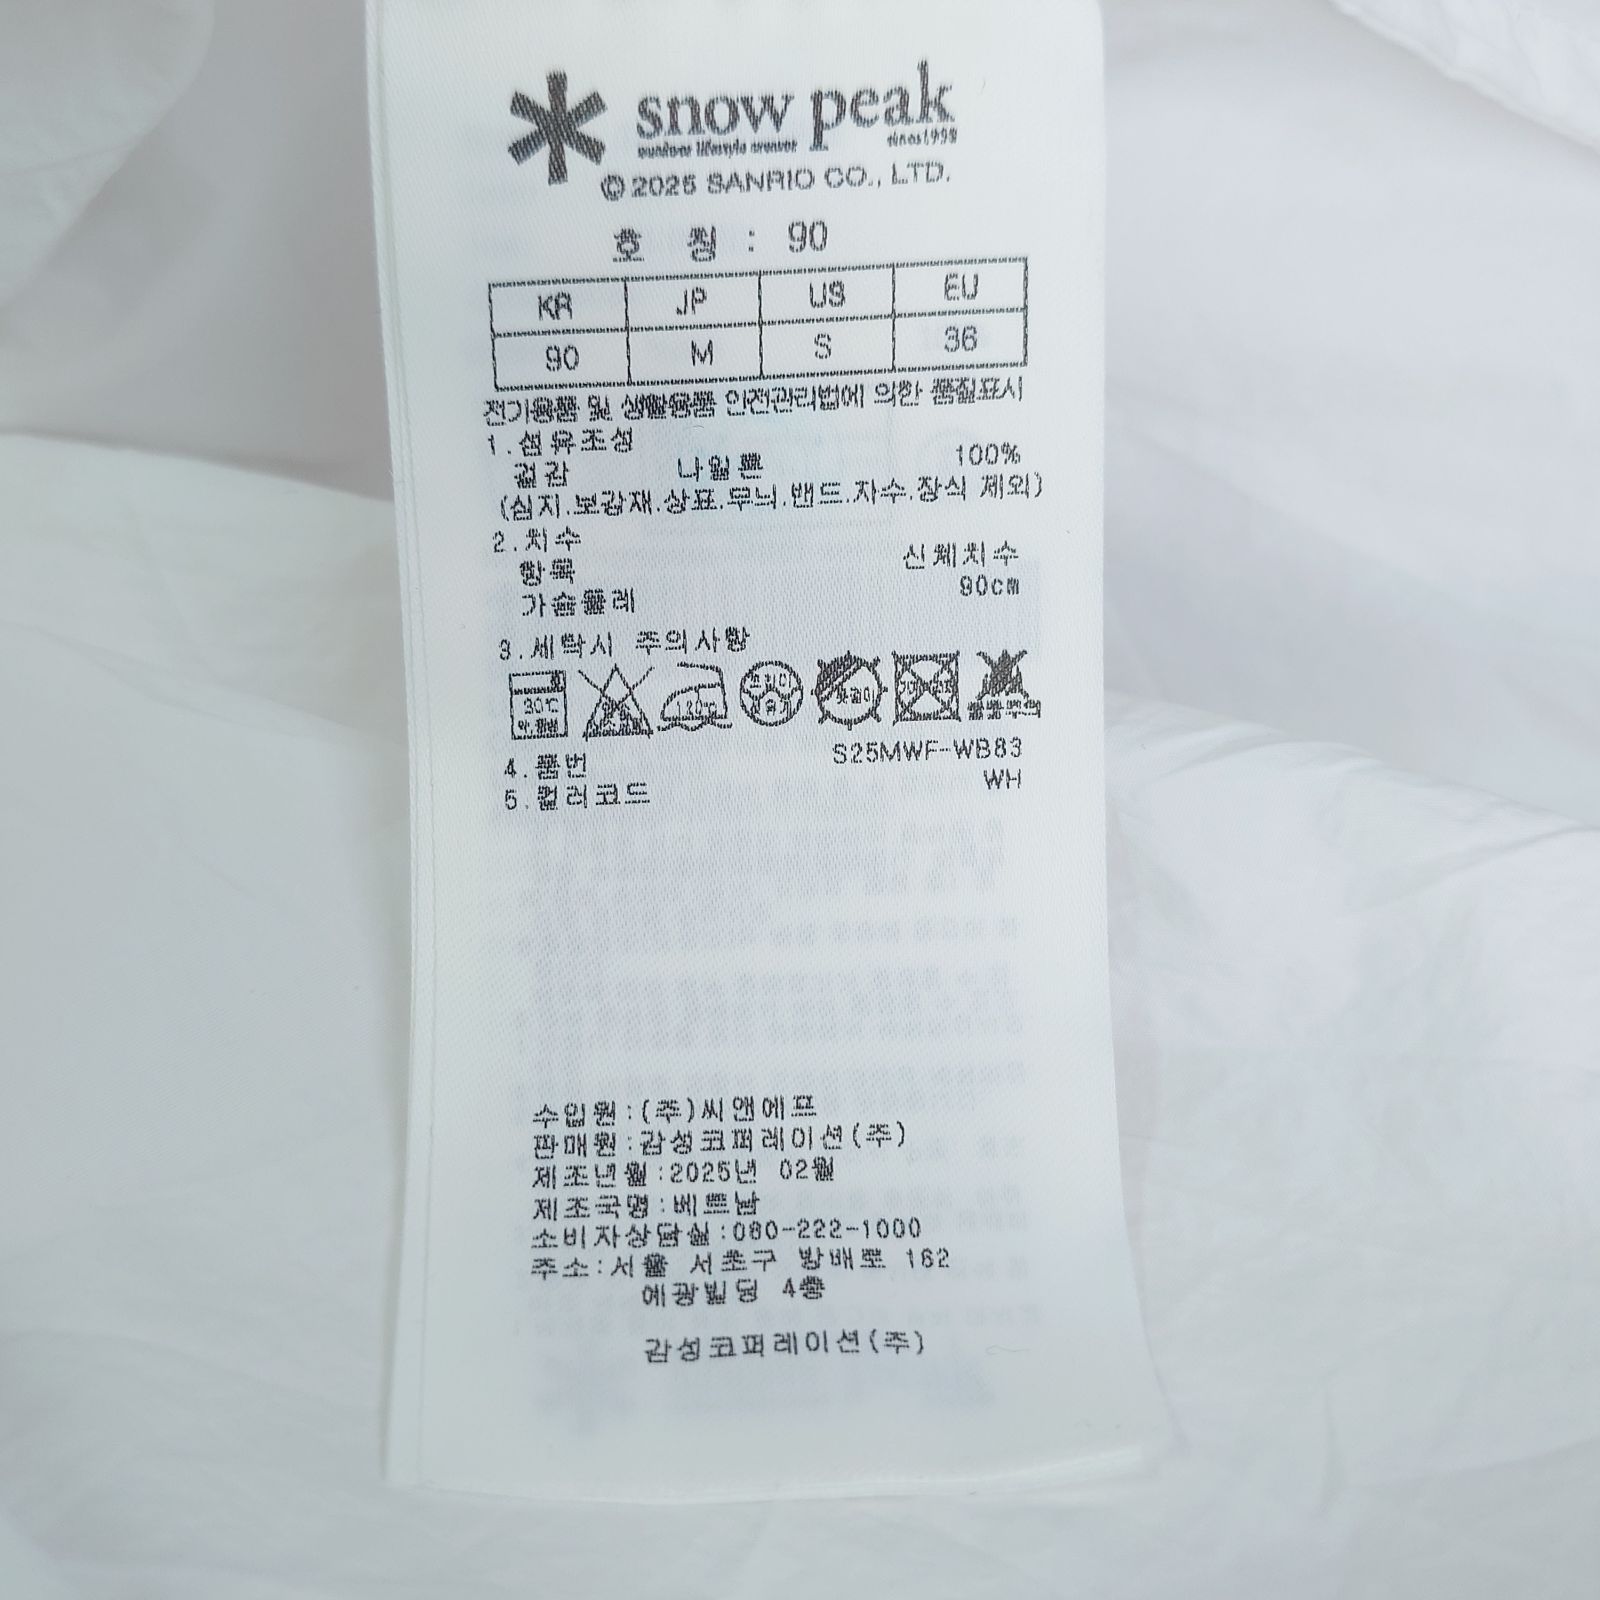 snow peak
outdoor lifestyle creator since1958
© 2025 SANRIO CO., LTD.
호 칭 : 90
KR JP US EU
90 M S 36
전기용품 및 생활용품 안전관리법에 의한 품질표시
1.섬유조성
겉감 나일론 100%
(심지.보강재.상표.무늬.밴드.자수.장식 제외)
2.치수
항목 신체치수
가슴둘레 90cm
3.세탁시 주의사항
30℃ 120℃ 드라이
4.품번 S25MWF-WB83
5.컬러코드 WH
수입원:(주)씨앤에프
판매원:감성코퍼레이션(주)
제조년월:2025년 02월
제조국명:베트남
소비자상담실:080-222-1000
주소:서울 서초구 방배로 162
예광빌딩 4층
감성코퍼레이션(주)